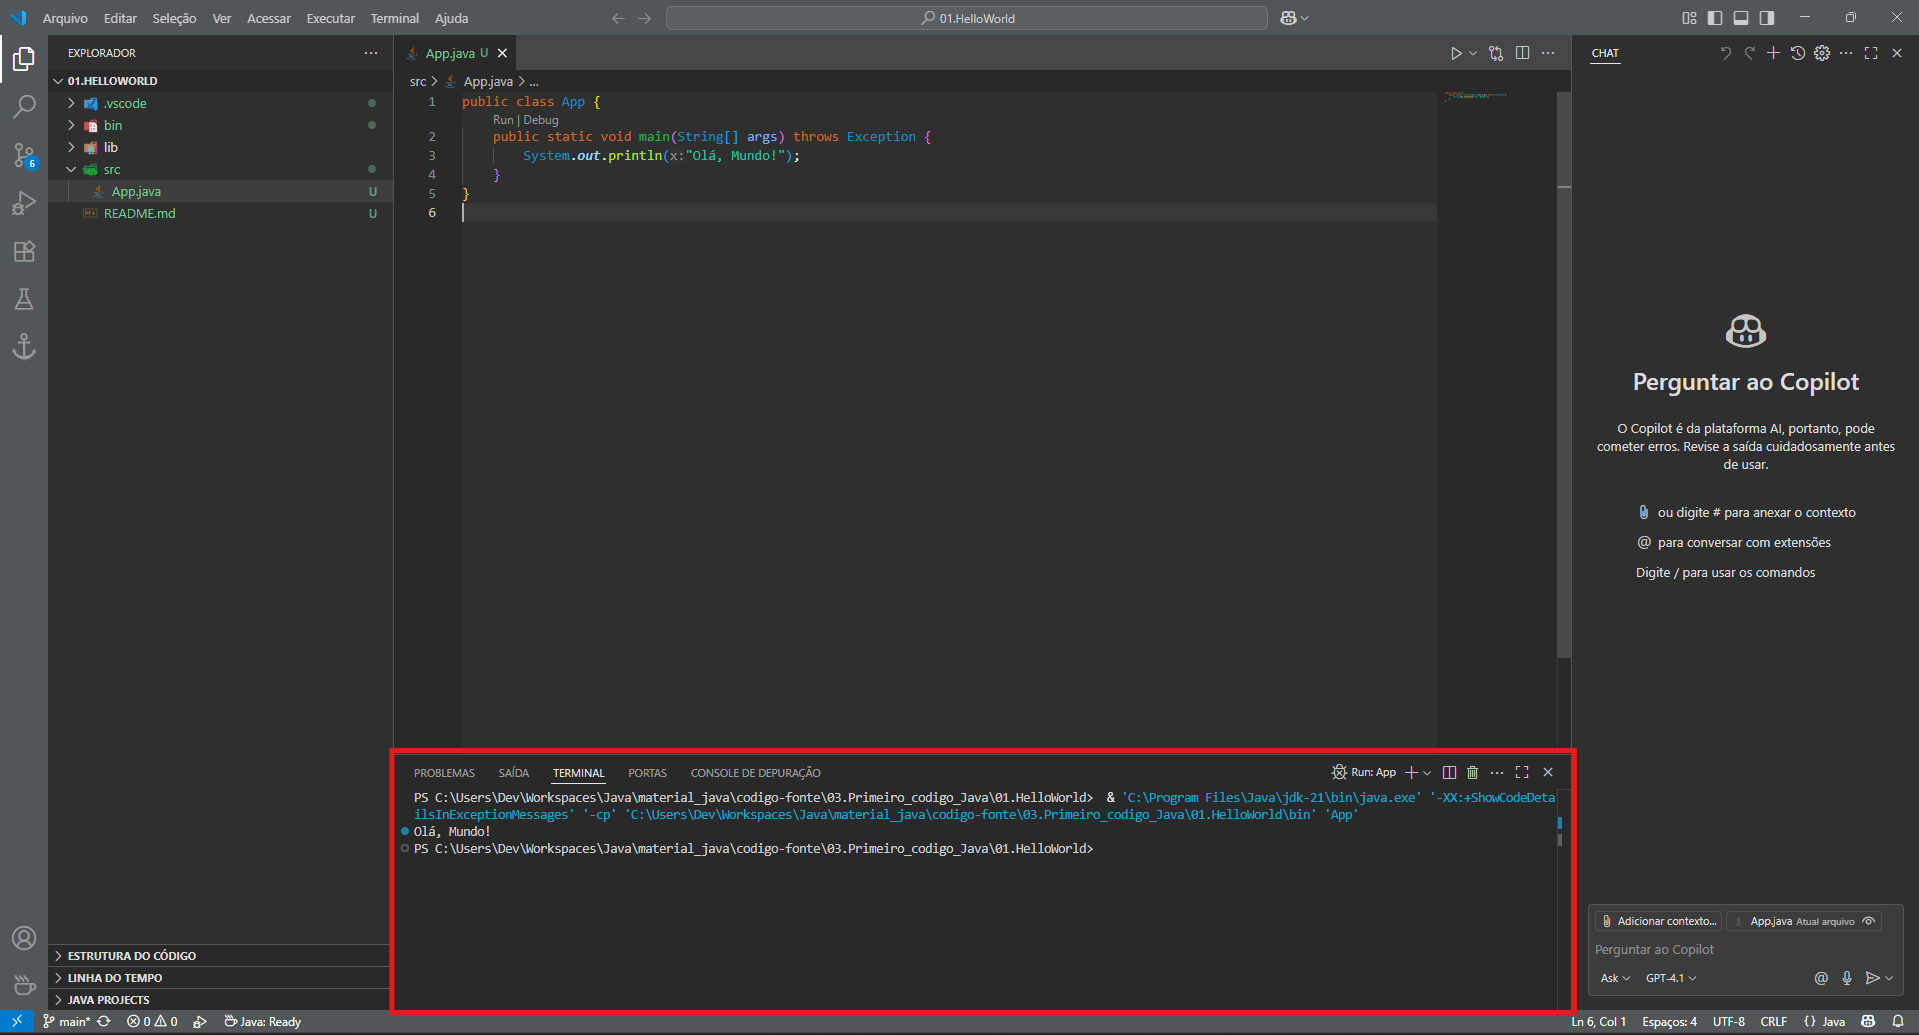 Arquivo Editar Seleção Ver Acessar Executar Terminal Ajuda
01.HelloWorld
EXPLORADOR
01.HELLOWORLD
.vscode
bin
lib
src
App.java U
README.md U
App.java U
src > App.java > ...
1 public class App {
Run | Debug
2 public static void main(String[] args) throws Exception {
3 System.out.println(x:"Olá, Mundo!");
4 }
5 }
6
PROBLEMAS SAÍDA TERMINAL PORTAS CONSOLE DE DEPURAÇÃO
Run: App
PS C:\Users\Dev\Workspaces\Java\material_java\codigo-fonte\03.Primeiro_codigo_Java\01.HelloWorld> & 'C:\Program Files\Java\jdk-21\bin\java.exe' '-XX:+ShowCodeDeta
ilsInExceptionMessages' '-cp' 'C:\Users\Dev\Workspaces\Java\material_java\codigo-fonte\03.Primeiro_codigo_Java\01.HelloWorld\bin' 'App'
Olá, Mundo!
PS C:\Users\Dev\Workspaces\Java\material_java\codigo-fonte\03.Primeiro_codigo_Java\01.HelloWorld>
CHAT
Perguntar ao Copilot
O Copilot é da plataforma AI, portanto, pode
cometer erros. Revise a saída cuidadosamente antes
de usar.
ou digite # para anexar o contexto
@ para conversar com extensões
Digite / para usar os comandos
Adicionar contexto... App.java Atual arquivo
Perguntar ao Copilot
Ask GPT-4.1 @
ESTRUTURA DO CÓDIGO
LINHA DO TEMPO
JAVA PROJECTS
6
main* 0 0 Java: Ready
Ln 6, Col 1 Espaços: 4 UTF-8 CRLF {} Java